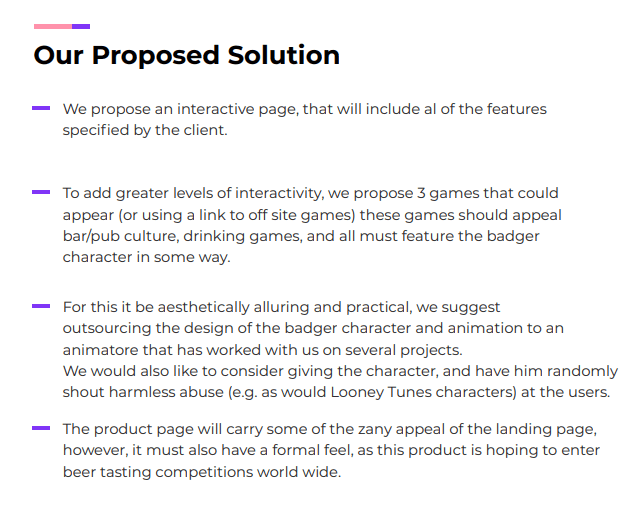 Our Proposed Solution
We propose an interactive page, that will include al of the features
specified by the client.
To add greater levels of interactivity, we propose 3 games that could
appear (or using a link to off site games) these games should appeal
bar/pub culture, drinking games, and all must feature the badger
character in some way.
For this it be aesthetically alluring and practical, we suggest
outsourcing the design of the badger character and animation to an
animatore that has worked with us on several projects.
We would also like to consider giving the character, and have him randomly
shout harmless abuse (e.g. as would Looney Tunes characters) at the users.
The product page will carry some of the zany appeal of the landing page,
however, it must also have a formal feel, as this product is hoping to enter
beer tasting competitions world wide.